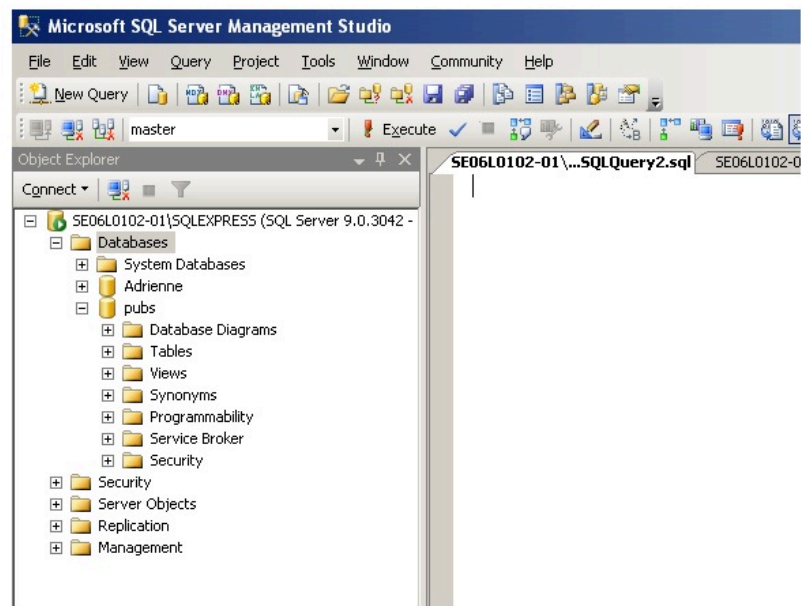 Microsoft SQL Server Management Studio
File Edit View Query Project Tools Window Community Help
New Query
master
Execute
Object Explorer
SE06L0102-01\...SQLQuery2.sql SE06L0102-0
Connect
SE06L0102-01\SQLEXPRESS (SQL Server 9.0.3042 -
Databases
System Databases
Adrienne
pubs
Database Diagrams
Tables
Views
Synonyms
Programmability
Service Broker
Security
Security
Server Objects
Replication
Management